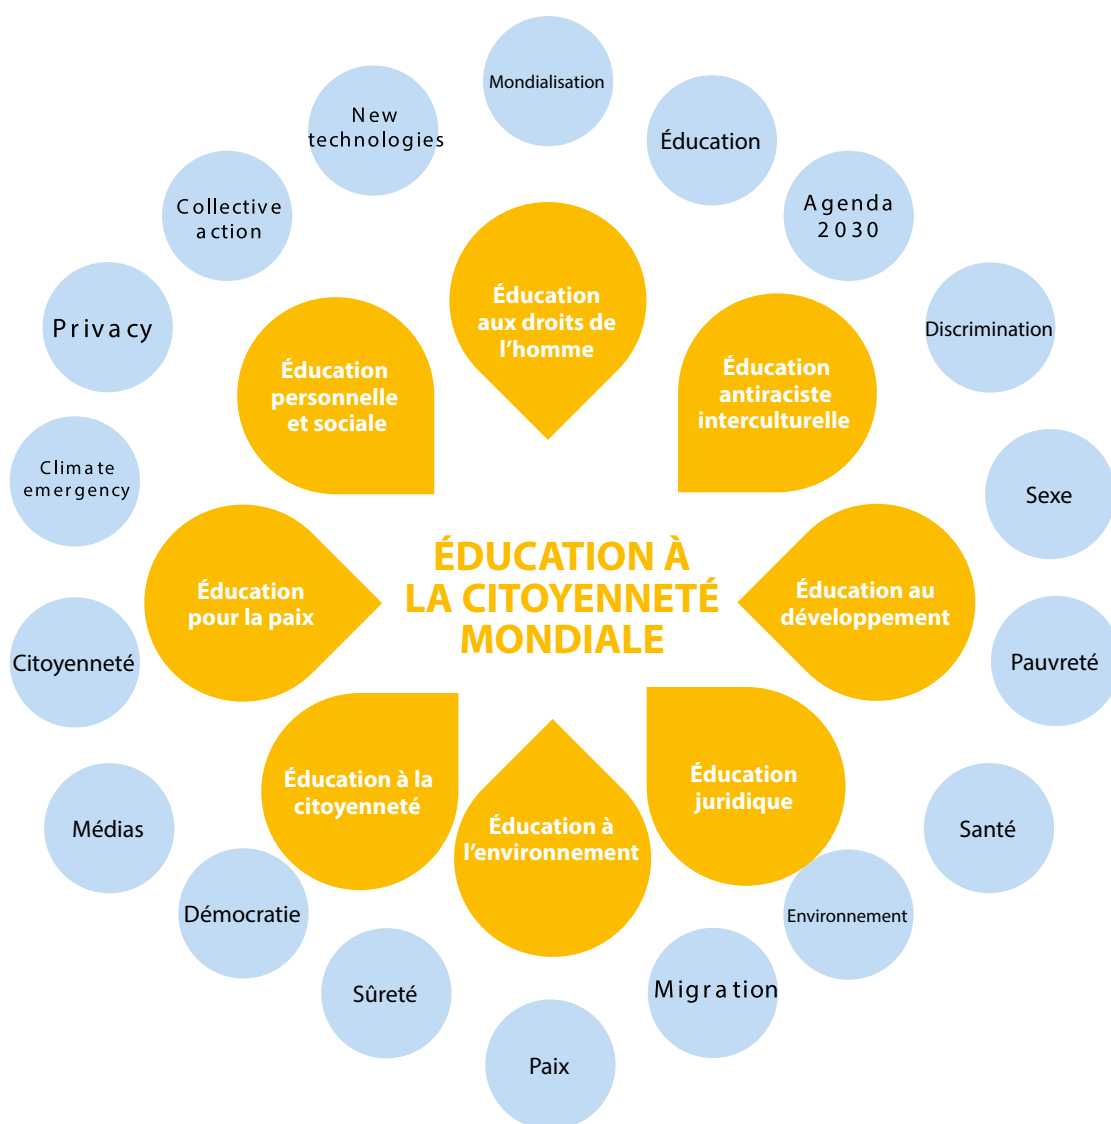 Mondialisation
New
technologies
Éducation
Collective
action
Agenda
2030
Privacy
Discrimination
Éducation
aux droits de
l’homme
Éducation
personnelle
et sociale
Éducation
antiraciste
interculturelle
Climate
emergency
Sexe
ÉDUCATION À
LA CITOYENNETÉ
MONDIALE
Éducation
pour la paix
Éducation au
développement
Citoyenneté
Pauvreté
Éducation à la
citoyenneté
Éducation à
l’environnement
Éducation
juridique
Médias
Santé
Démocratie
Environnement
Sûreté
Migration
Paix